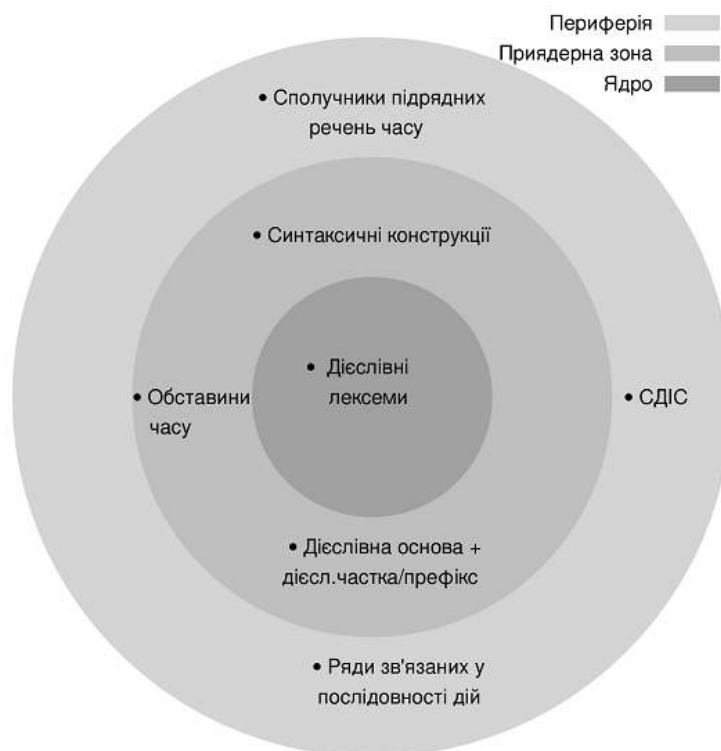 Периферія
Приядерна зона
Ядро
• Сполучники підрядних
речень часу
• Синтаксичні конструкції
• Дієслівні
лексеми
• Обставини
часу
• СДІС
• Дієслівна основа +
дієсл.частка/префікс
• Ряди зв'язаних у
послідовності дій